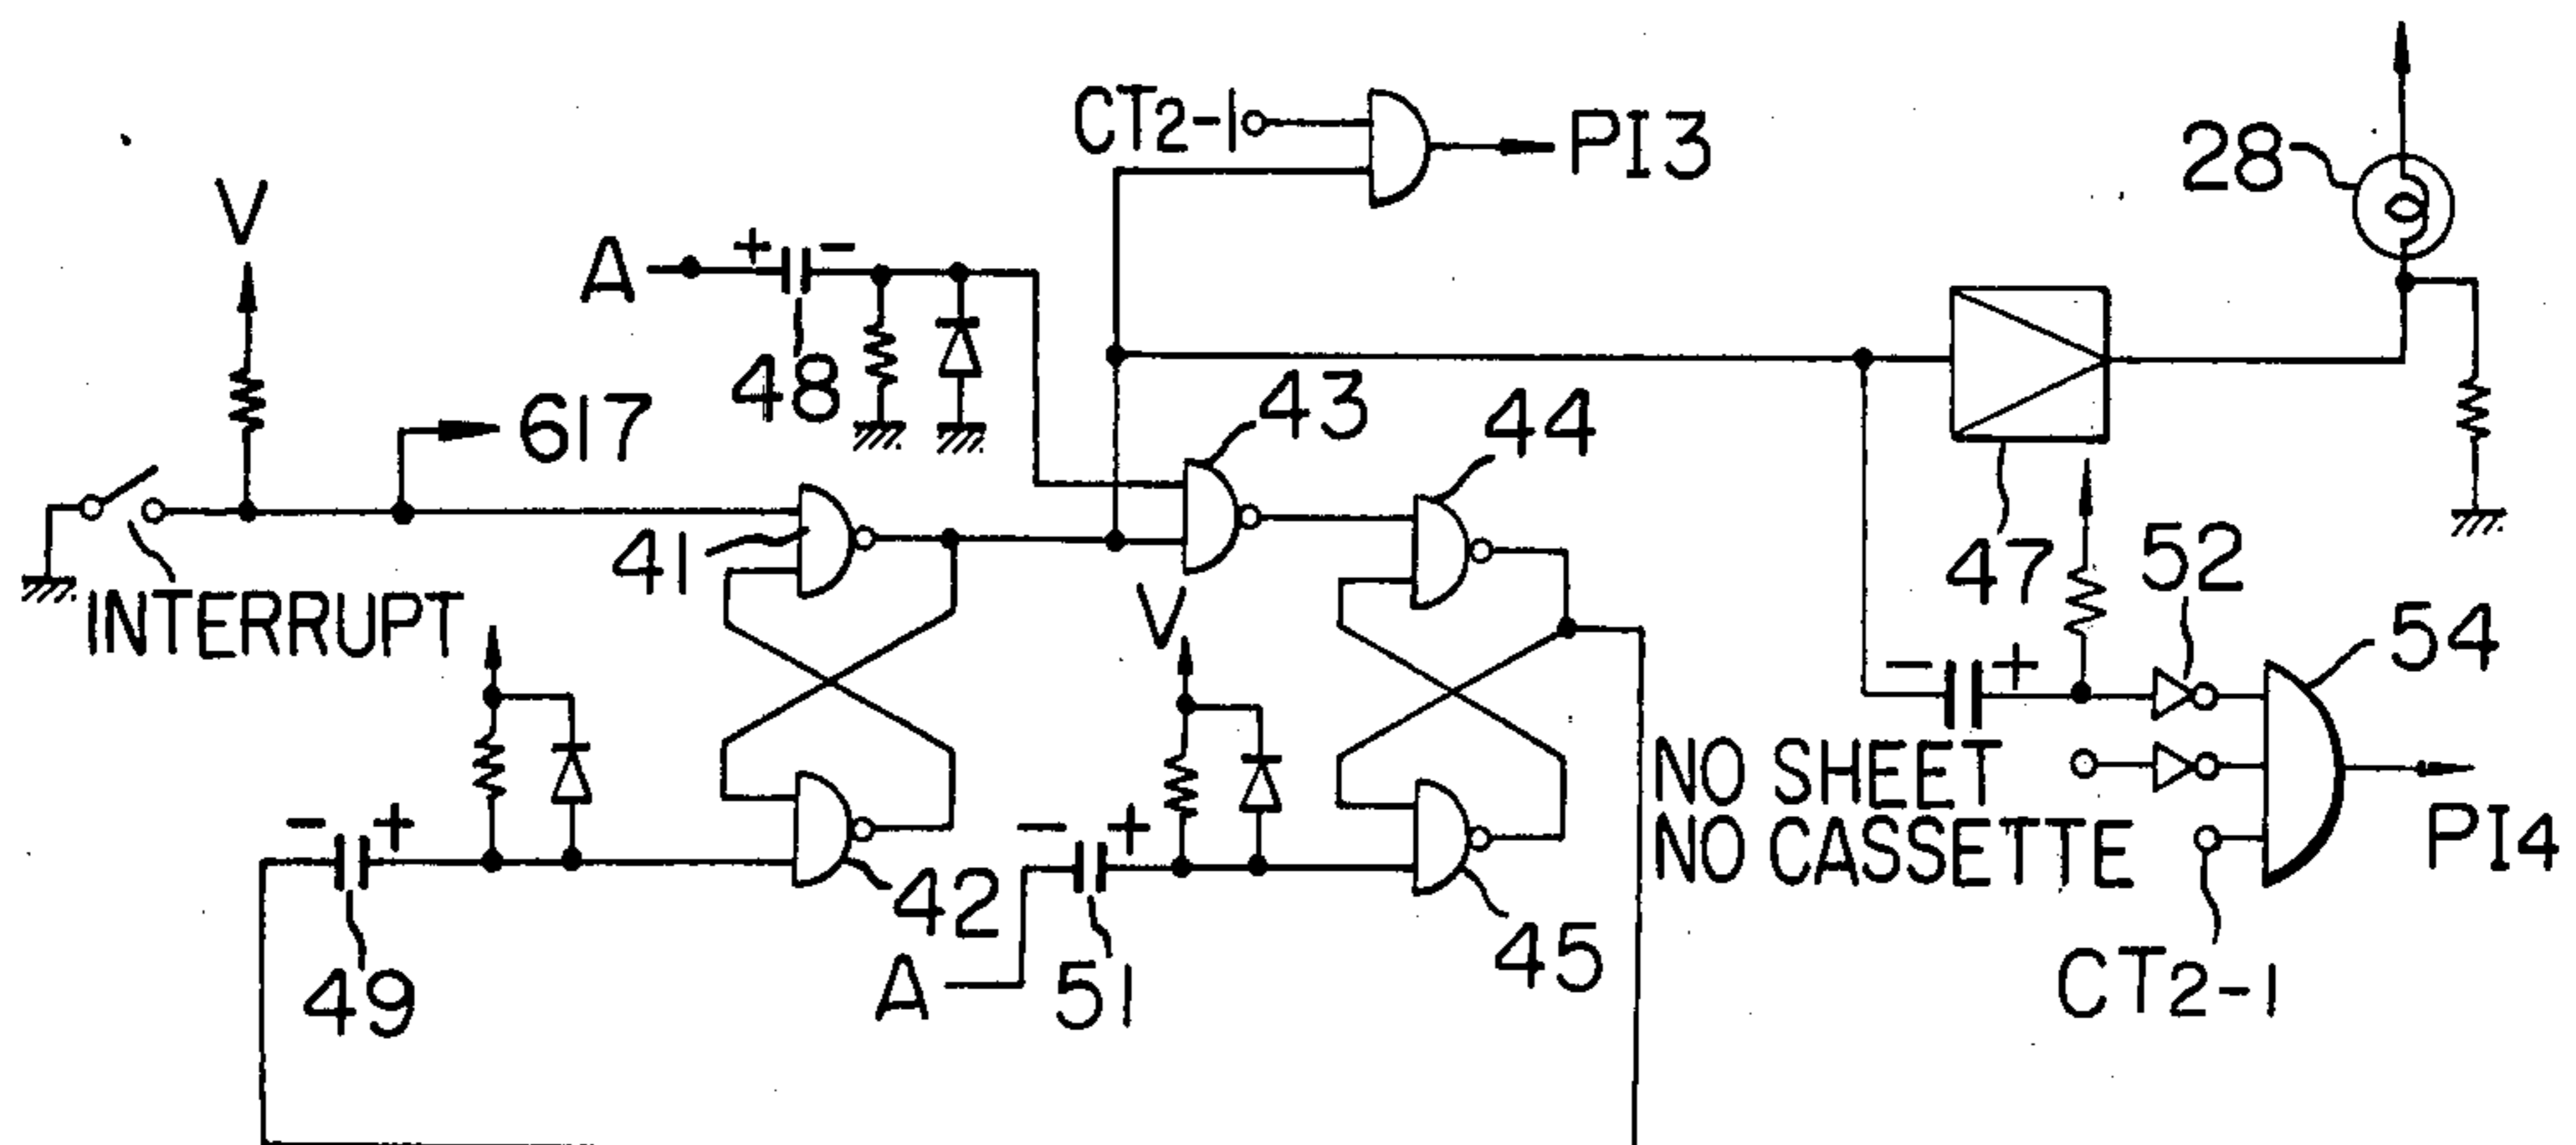 CT2-1
PI3
28
V
A
+ -
48
617
43
44
41
47
52
INTERRUPT
V
54
- +
NO SHEET
NO CASSETTE
- +
- +
PI4
42
49
A
51
45
CT2-1